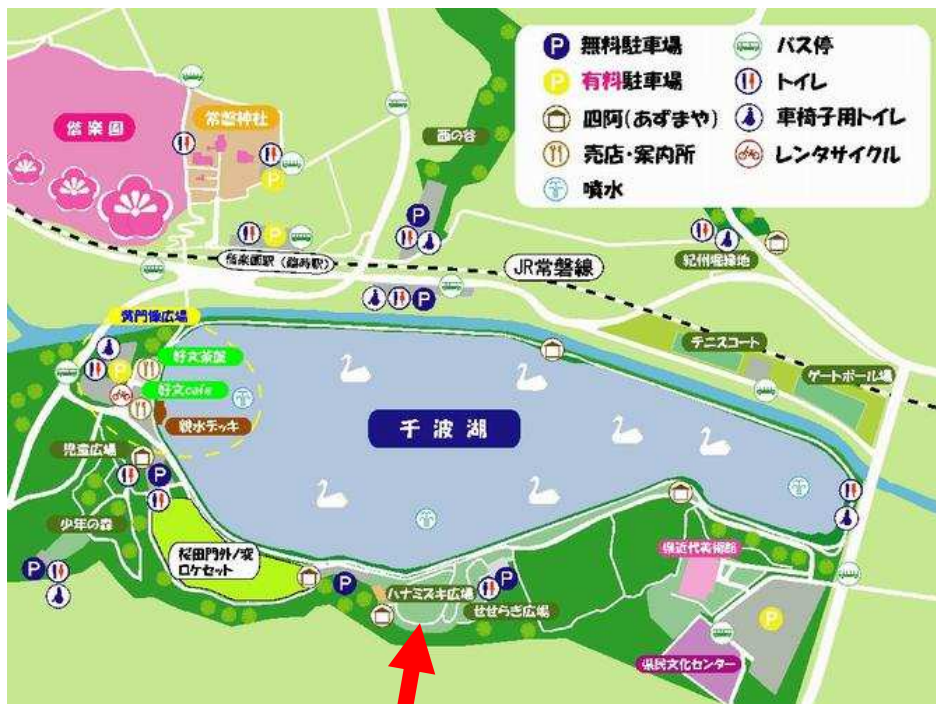 P 無料駐車場
P 有料駐車場
四阿(あずまや)
売店・案内所
噴水
バス停
トイレ
車椅子用トイレ
レンタサイクル
偕楽園
常磐神社
西の谷
P
P
P
偕楽園駅(臨時駅)
JR常磐線
紀州堀緑地
P
黄門像広場
テニスコート
ゲートボール場
好文茶屋
P
好文cafe
親水デッキ
千波湖
児童広場
P
少年の森
桜田門外ノ変
ロケセット
P
P
P
ハナミズキ広場
せせらぎ広場
県近代美術館
P
県民文化センター